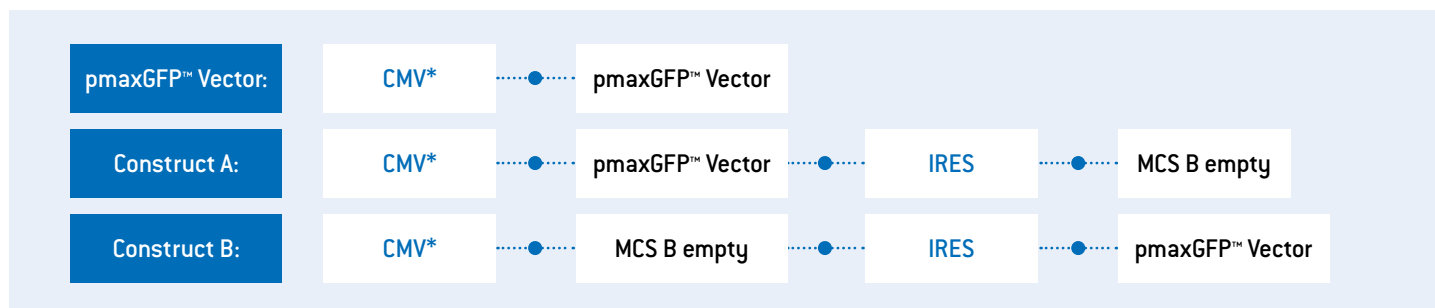 pmaxGFP™ Vector: CMV* pmaxGFP™ Vector
Construct A: CMV* pmaxGFP™ Vector IRES MCS B empty
Construct B: CMV* MCS B empty IRES pmaxGFP™ Vector